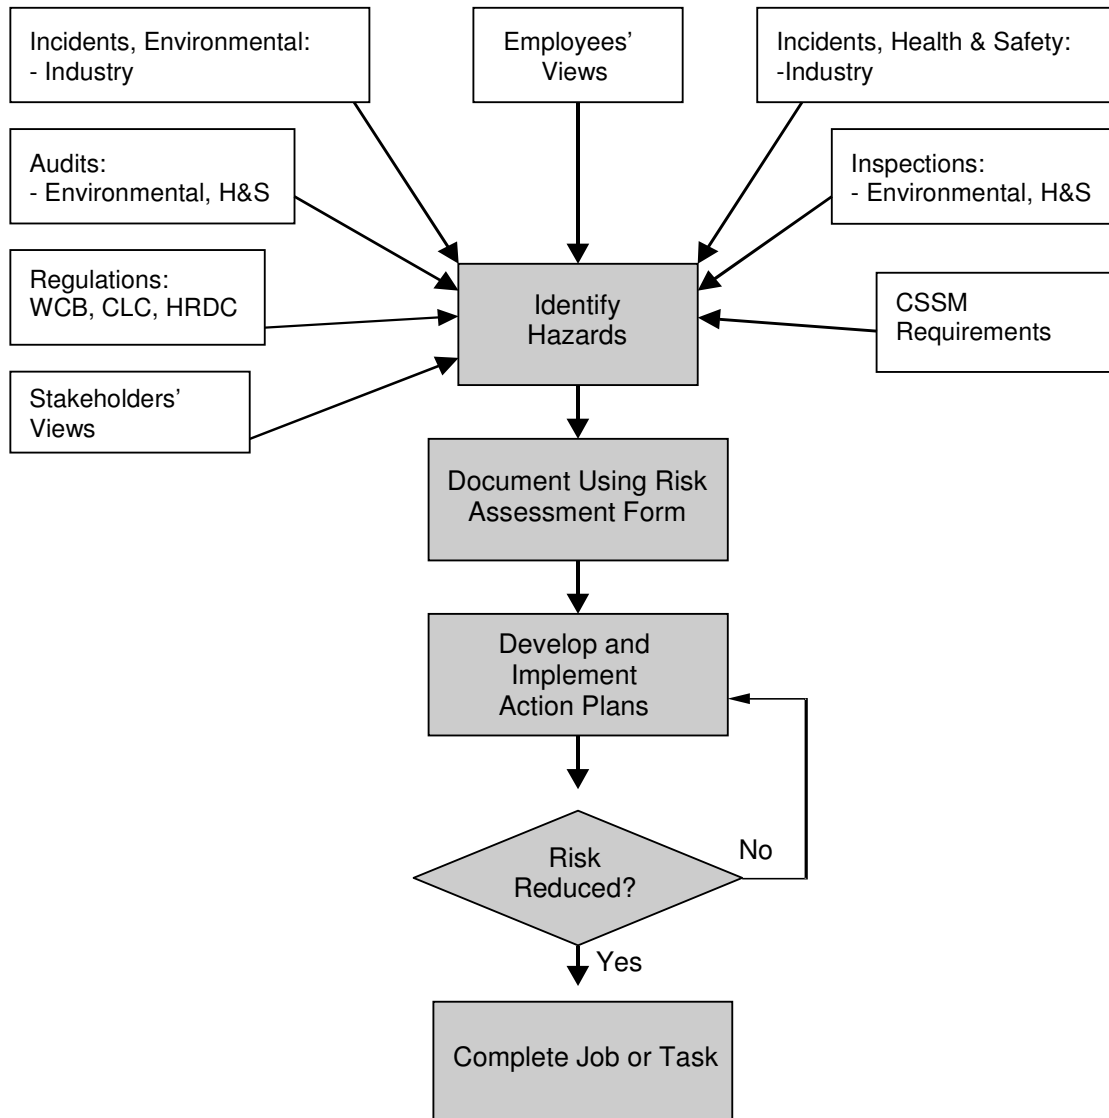 Incidents, Environmental:
- Industry
Employees’
Views
Incidents, Health & Safety:
-Industry
Audits:
- Environmental, H&S
Inspections:
- Environmental, H&S
Regulations:
WCB, CLC, HRDC
Identify
Hazards
CSSM
Requirements
Stakeholders’
Views
Document Using Risk
Assessment Form
Develop and
Implement
Action Plans
Risk
Reduced?
No
Yes
Complete Job or Task